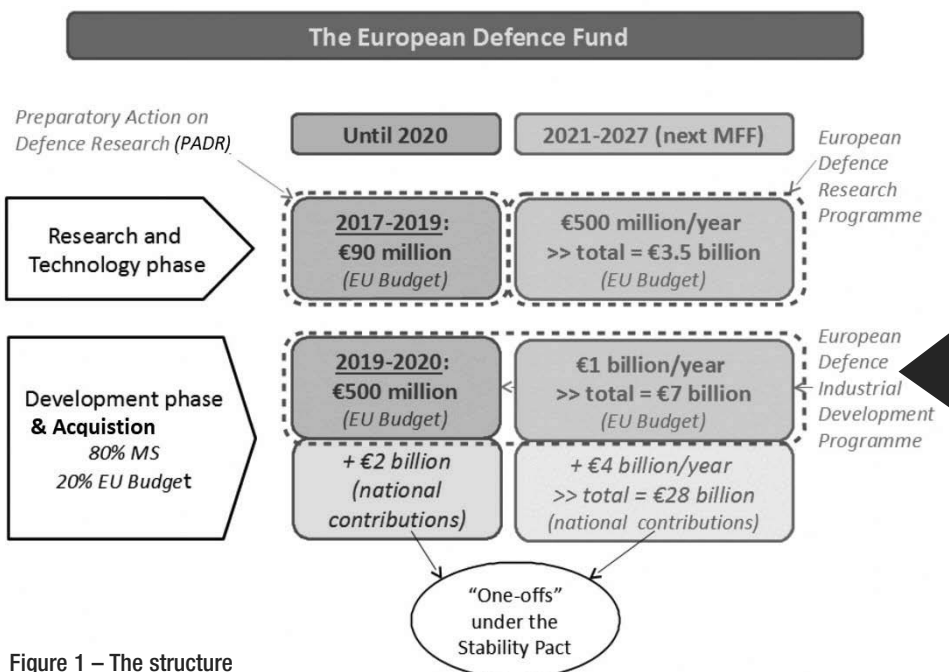 The European Defence Fund
Preparatory Action on
Defence Research (PADR)
Until 2020
2021-2027 (next MFF)
European
Defence
Research
Programme
Research and
Technology phase
2017-2019:
€90 million
(EU Budget)
€500 million/year
>> total = €3.5 billion
(EU Budget)
Development phase
& Acquistion
80% MS
20% EU Budget
2019-2020:
€500 million
(EU Budget)
€1 billion/year
>> total = €7 billion
(EU Budget)
European
Defence
Industrial
Development
Programme
+ €2 billion
(national
contributions)
+ €4 billion/year
>> total = €28 billion
(national contributions)
“One-offs”
under the
Stability Pact
Figure 1 – The structure